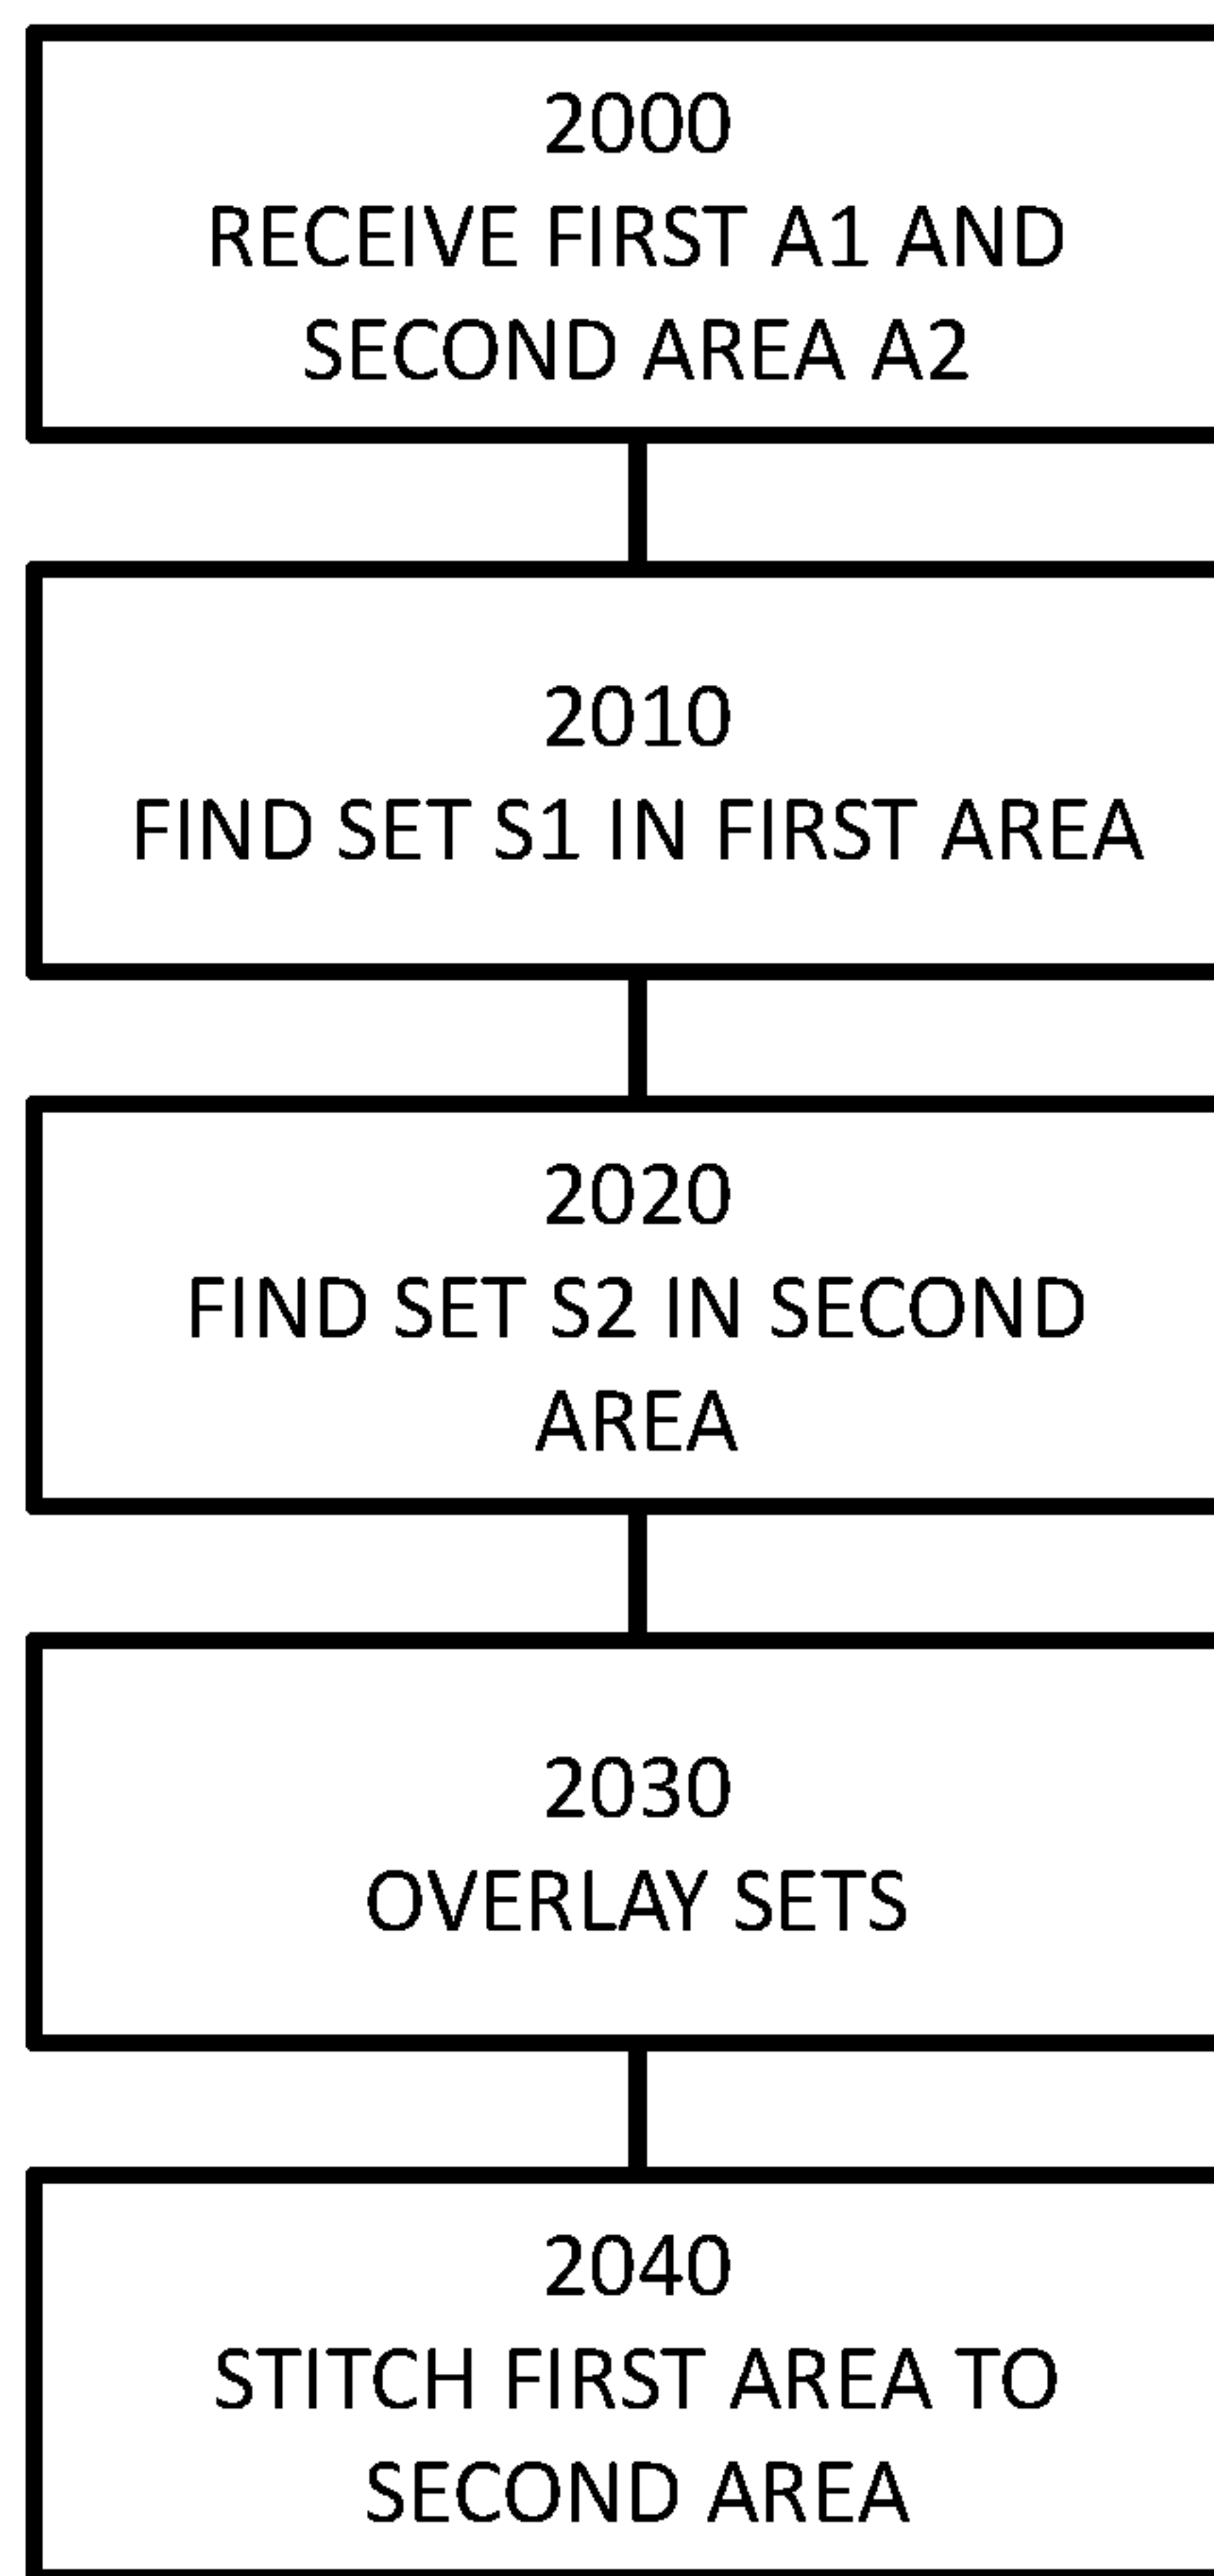 2000
RECEIVE FIRST A1 AND
SECOND AREA A2
2010
FIND SET S1 IN FIRST AREA
2020
FIND SET S2 IN SECOND
AREA
2030
OVERLAY SETS
2040
STITCH FIRST AREA TO
SECOND AREA